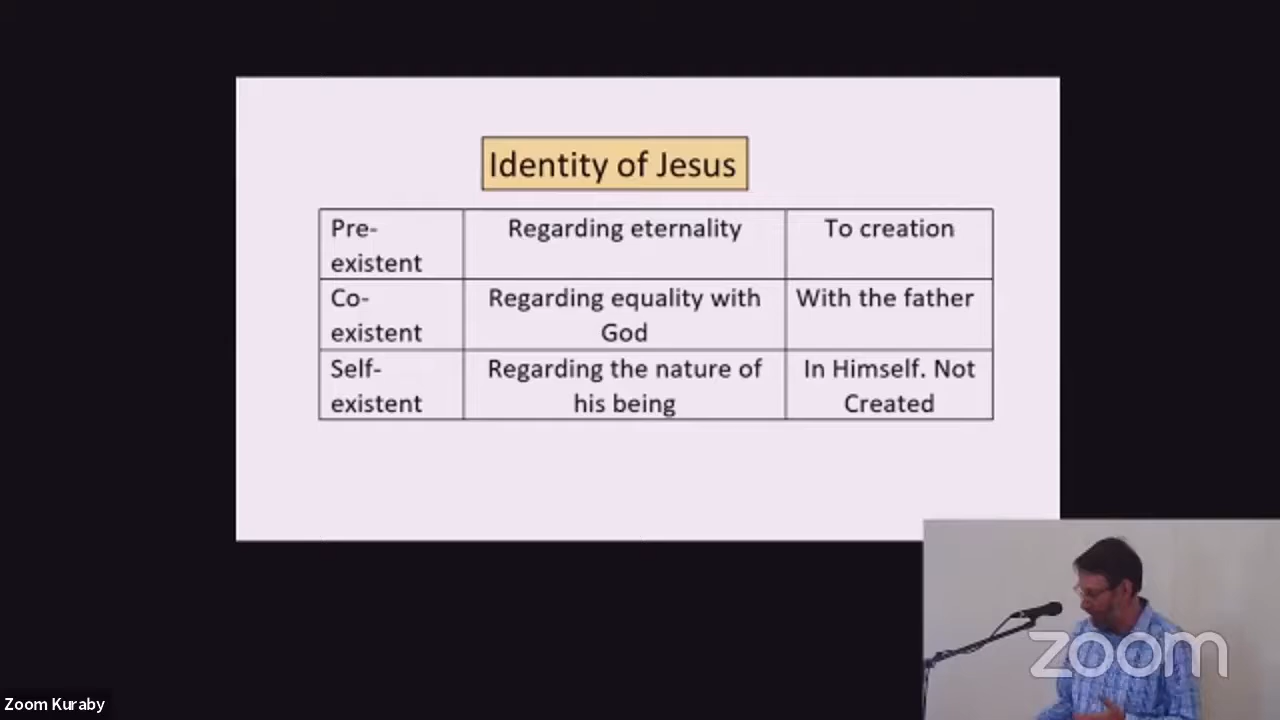 Identity of Jesus
Pre-
existent
Regarding eternality
To creation
Co-
existent
Regarding equality with
God
With the father
Self-
existent
Regarding the nature of
his being
In Himself. Not
Created
zoom
Zoom Kuraby